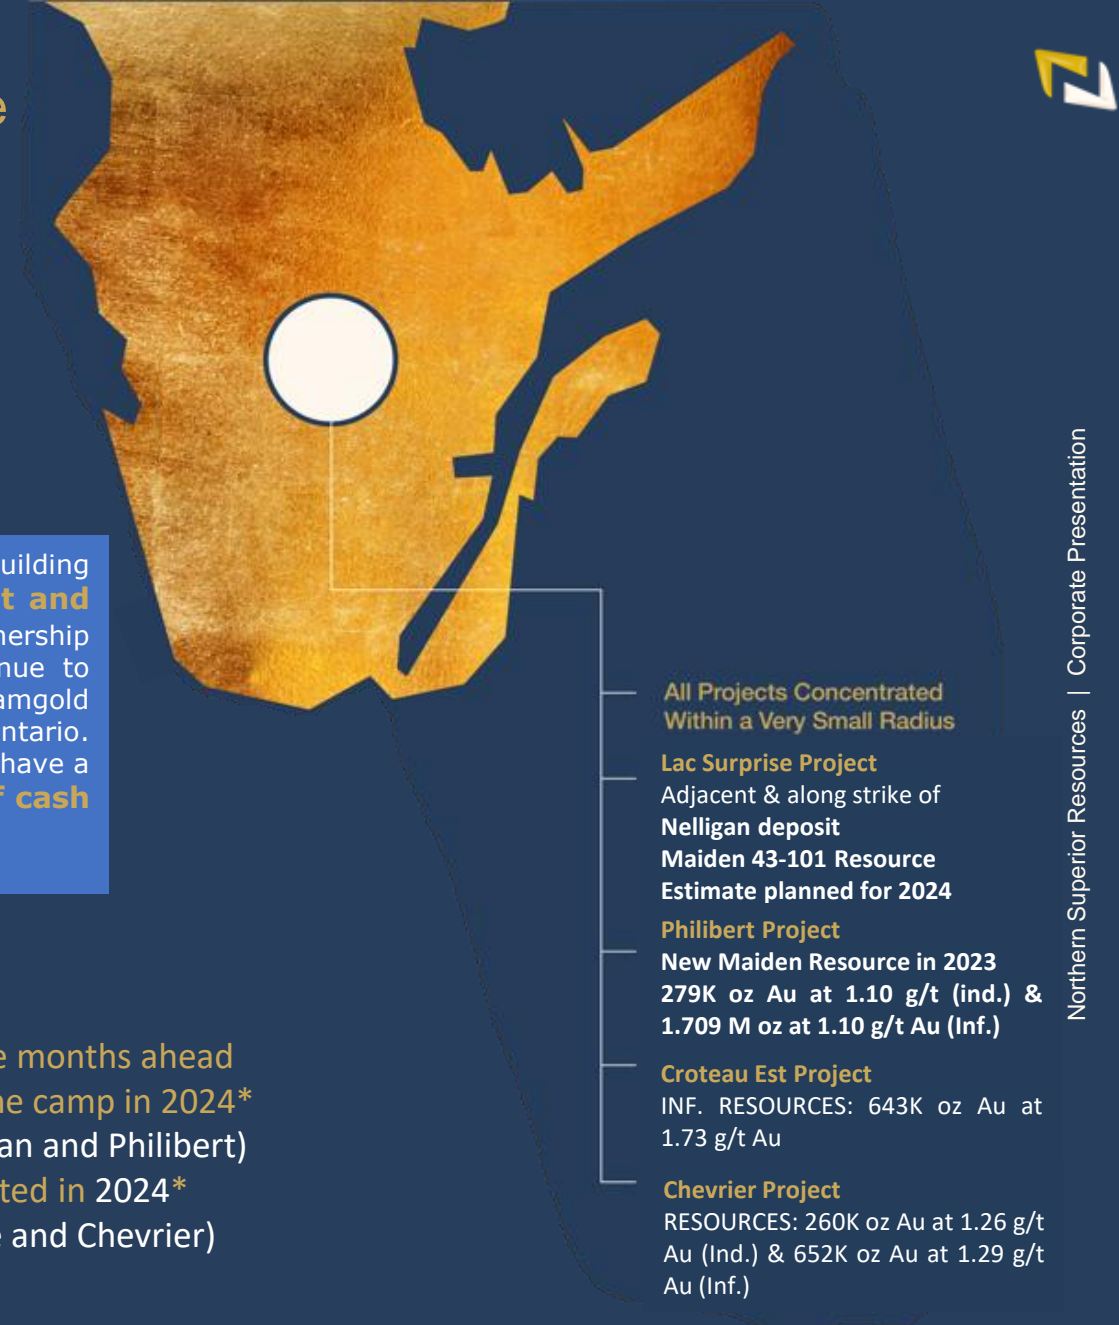 e
uilding
t and
nership
nue to
amgold
ntario.
have a
f cash
e months ahead
ne camp in 2024*
an and Philibert)
ted in 2024*
e and Chevrier)
All Projects Concentrated
Within a Very Small Radius
Lac Surprise Project
Adjacent & along strike of
Nelligan deposit
Maiden 43-101 Resource
Estimate planned for 2024
Philibert Project
New Maiden Resource in 2023
279K oz Au at 1.10 g/t (ind.) &
1.709 M oz at 1.10 g/t Au (Inf.)
Croteau Est Project
INF. RESOURCES: 643K oz Au at
1.73 g/t Au
Chevrier Project
RESOURCES: 260K oz Au at 1.26 g/t
Au (Ind.) & 652K oz Au at 1.29 g/t
Au (Inf.)
Northern Superior Resources | Corporate Presentation